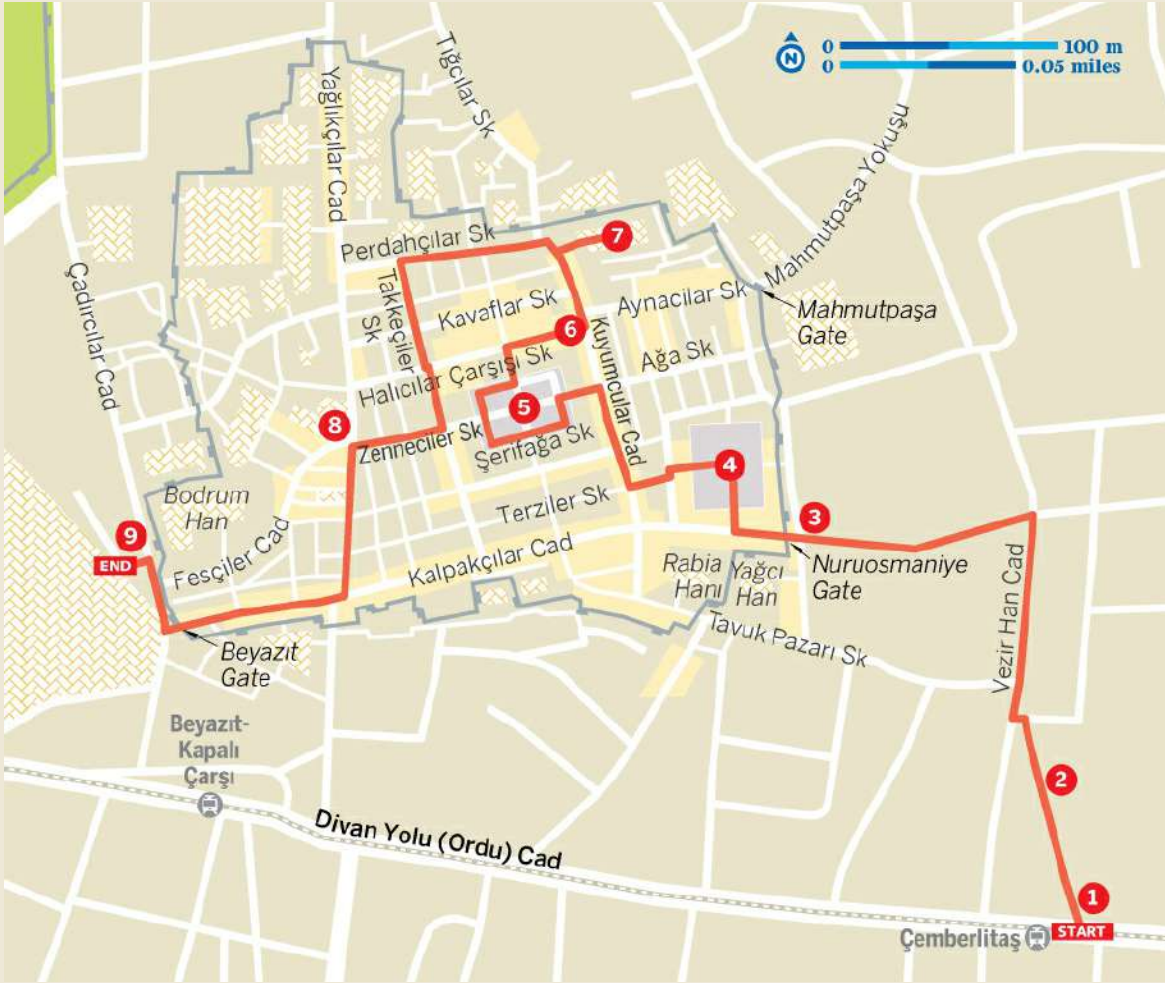 N
0 100 m
0 0.05 miles
Tığcılar Sk
Yağlıkçılar Cad
Mahmutpaşa Yokuşu
7
Perdahçılar Sk
Çadırcılar Cad
Takkeçiler
Sk
Kavaflar Sk
Aynacilar Sk
Mahmutpaşa
Gate
6
Kuyumcular Cad
Ağa Sk
Halıcılar Çarşışı Sk
5
8
Zenneciler Sk
Şerifağa Sk
4
Bodrum
Han
Terziler Sk
3
9
END
Fesçiler Cad
Kalpakçılar Cad
Rabia
Hanı
Yağcı
Han
Nuruosmaniye
Gate
Vezir Han Cad
Tavuk Pazarı Sk
Beyazıt
Gate
Beyazıt-
Kapalı
Çarşı
2
Divan Yolu (Ordu) Cad
1
Çemberlitaş
START